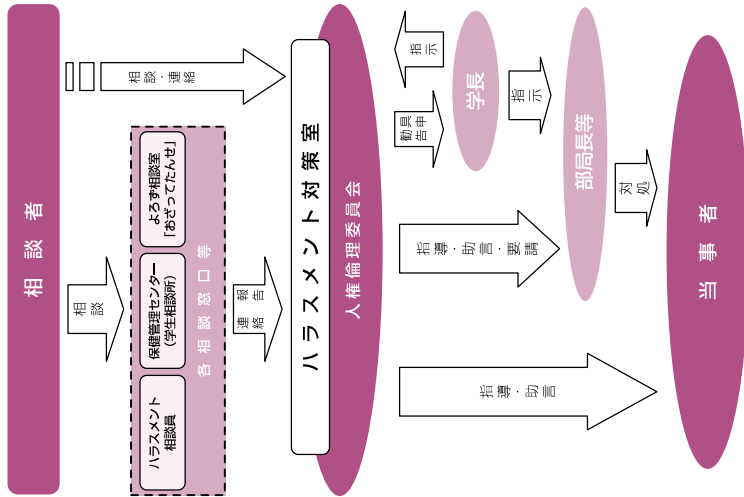 相談者
相談
相談・連絡
ハラスメント
相談員
保健管理センター
（学生相談所）
よろず相談室
「おざってたんせ」
各相談窓口等
報告
連絡
ハラスメント対策室
人権倫理委員会
指導・助言
指導・助言・要請
具申
勧告
指示
学長
指示
部局長等
対処
当事者